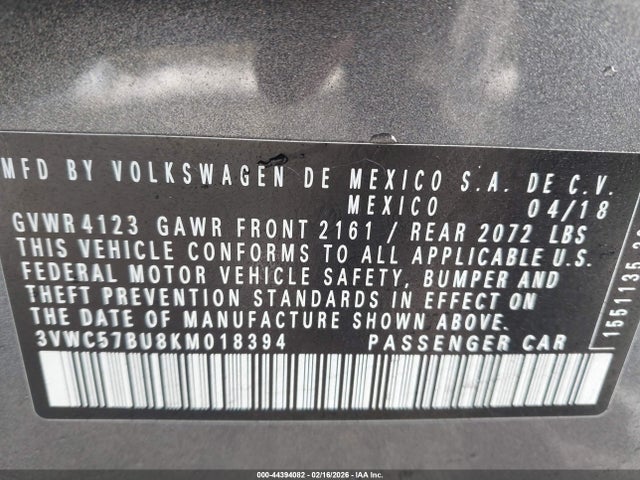 MFD BY VOLKSWAGEN DE MEXICO S.A. DE C.V.
MEXICO 04/18
GVWR 4123 GAWR FRONT 2161 / REAR 2072 LBS
THIS VEHICLE CONFORMS TO ALL APPLICABLE U.S.
FEDERAL MOTOR VEHICLE SAFETY, BUMPER AND
THEFT PREVENTION STANDARDS IN EFFECT ON
THE DATE OF MANUFACTURE SHOWN ABOVE.
3VWC57BU8KM018394 PASSENGER CAR
000-44394082 - 02/16/2026 - IAA Inc.